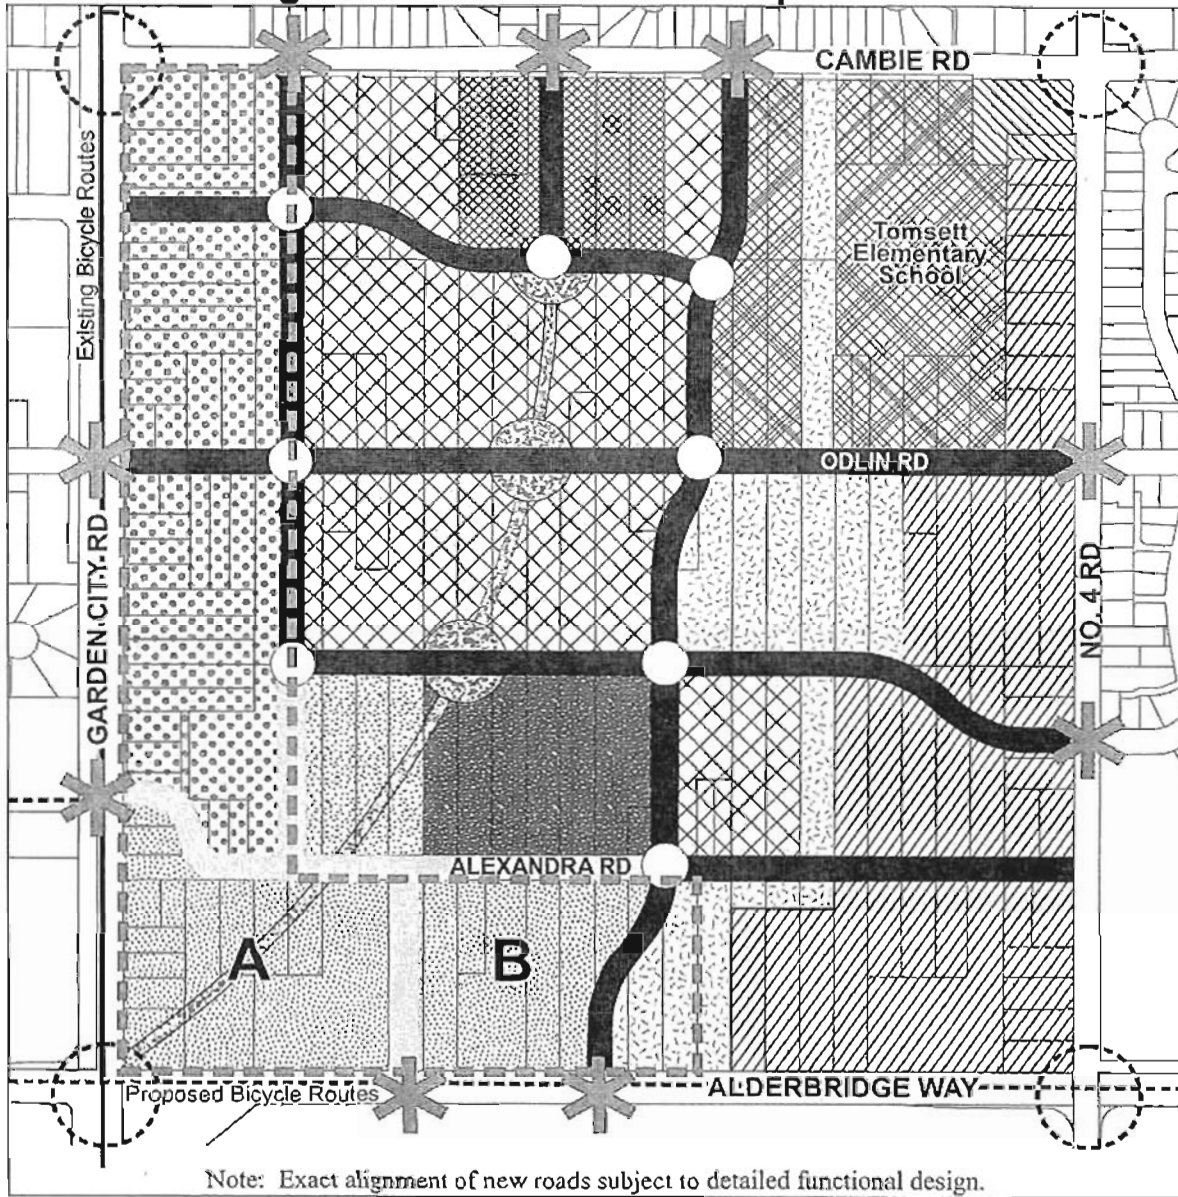 CAMBIE RD
Existing Bicycle Routes
Tomsett
Elementary
School
ODLIN RD
GARDEN CITY RD
NO. 4 RD
ALEXANDRA RD
A
B
Proposed Bicycle Routes
ALDERBRIDGE WAY
Note: Exact alignment of new roads subject to detailed functional design.